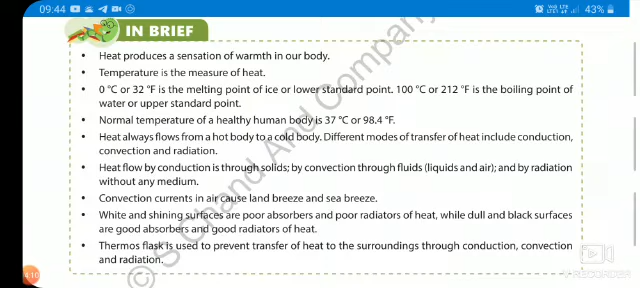 09:44
VoD LTE
LTE1
43%
IN BRIEF
• Heat produces a sensation of warmth in our body.
• Temperature is the measure of heat.
• 0 °C or 32 °F is the melting point of ice or lower standard point. 100 °C or 212 °F is the boiling point of
water or upper standard point.
• Normal temperature of a healthy human body is 37 °C or 98.4 °F.
• Heat always flows from a hot body to a cold body. Different modes of transfer of heat include conduction,
convection and radiation.
• Heat flow by conduction is through solids; by convection through fluids (liquids and air); and by radiation
without any medium.
• Convection currents in air cause land breeze and sea breeze.
• White and shining surfaces are poor absorbers and poor radiators of heat, while dull and black surfaces
are good absorbers and good radiators of heat.
• Thermos flask is used to prevent transfer of heat to the surroundings through conduction, convection
and radiation.
© S Chand And Company